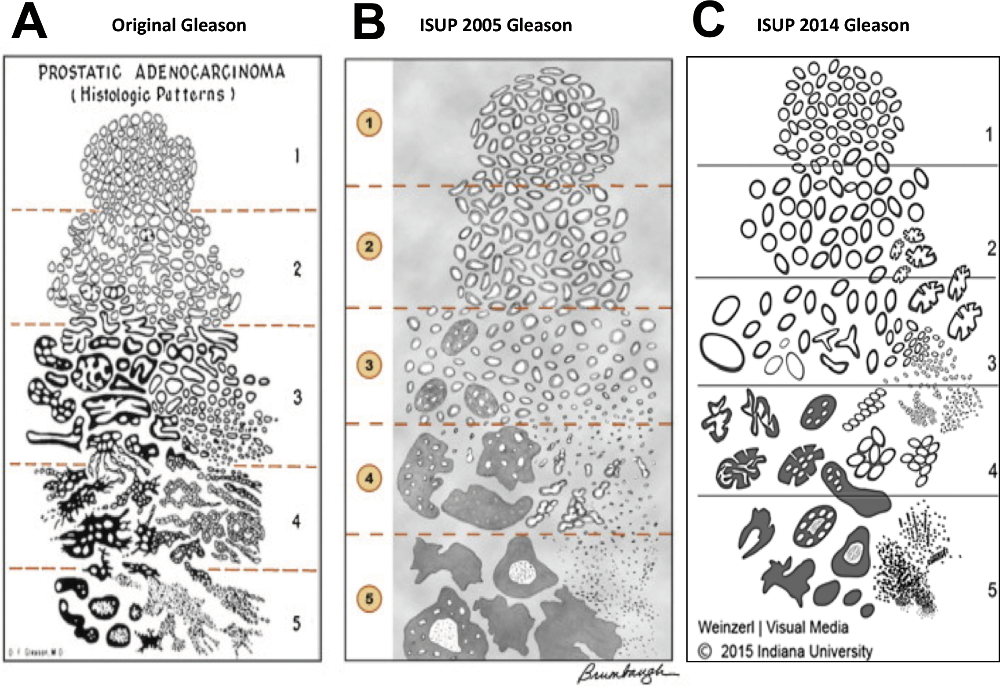 A Original Gleason
B ISUP 2005 Gleason
C ISUP 2014 Gleason
PROSTATIC ADENOCARCINOMA
( Histologic Patterns )
1
2
3
4
5
D F Gleason, M D
1
2
3
4
5
Brumbaugh
1
2
3
4
5
Weinzerl | Visual Media
© 2015 Indiana University